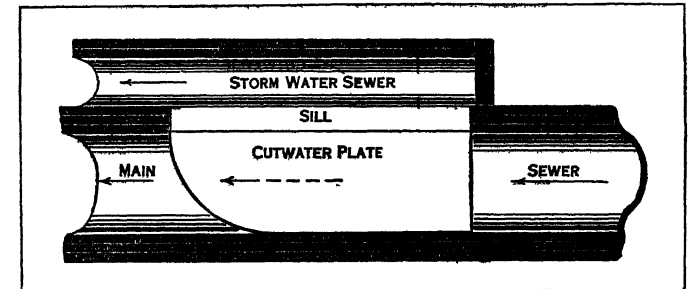 STORM WATER SEWER
SILL
CUTWATER PLATE
MAIN
SEWER